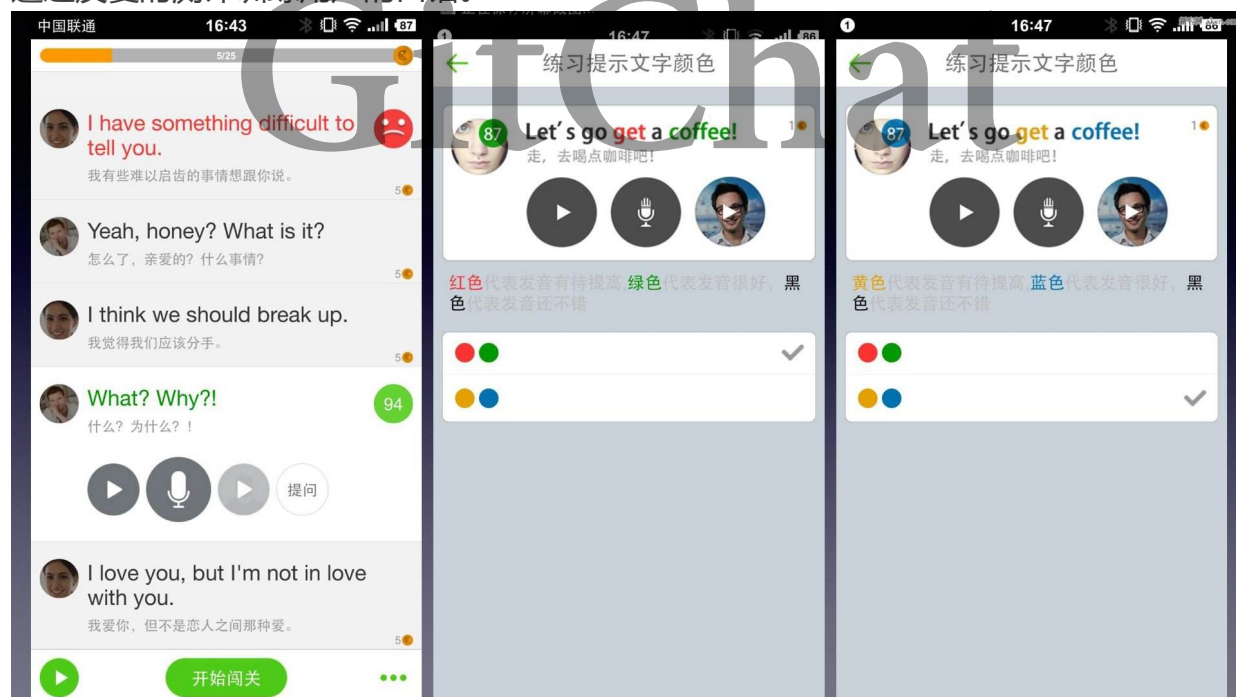 中国联通 16:43 87
5/25
I have something difficult to
tell you.
我有些难以启齿的事情想跟你说。
5
Yeah, honey? What is it?
怎么了，亲爱的？什么事情？
5
I think we should break up.
我觉得我们应该分手。
5
What? Why?!
94
什么？为什么？！
提问
I love you, but I'm not in love
with you.
我爱你，但不是恋人之间那种爱。
5
开始闯关
1 16:47 86
练习提示文字颜色
87
Let's go get a coffee!
1
走，去喝点咖啡吧！
红色代表发音有待提高,绿色代表发音很好，黑
色代表发音还不错
1 16:47 86
练习提示文字颜色
87
Let's go get a coffee!
1
走，去喝点咖啡吧！
黄色代表发音有待提高,蓝色代表发音很好，黑
色代表发音还不错
GitChat